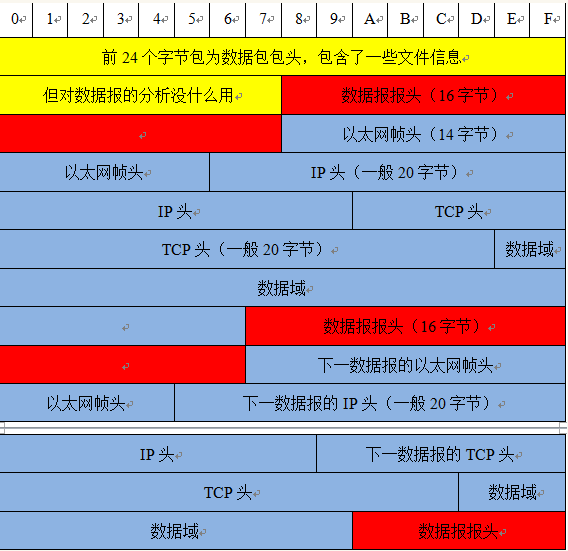 0 1 2 3 4 5 6 7 8 9 A B C D E F
前 24 个字节包为数据包包头，包含了一些文件信息
但对数据报的分析没什么用 数据报报头（16 字节）
以太网帧头（14 字节）
以太网帧头 IP 头（一般 20 字节）
IP 头 TCP 头
TCP 头（一般 20 字节） 数据域
数据域
数据报报头（16 字节）
下一数据报的以太网帧头
以太网帧头 下一数据报的 IP 头（一般 20 字节）
IP 头 下一数据报的 TCP 头
TCP 头 数据域
数据域 数据报报头